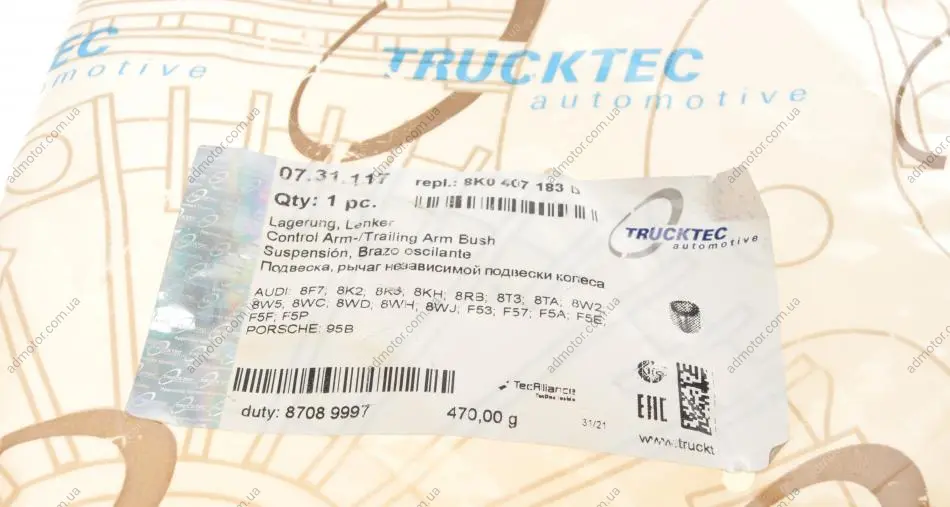 EC
motive
TRUCKTEC
automotive
07.31.117 repl.: 8K0 407 183 D
Qty: 1 pc.
Lagerung, Lenker
Control Arm-/Trailing Arm Bush
Suspensión, Brazo oscilante
Подвеска, рычаг независимой подвески колеса
AUDI: 8F7; 8K2; 8K5; 8KH; 8RB; 8T3; 8TA; 8W2;
8W5; 8WC; 8WD; 8WH; 8WJ; F53; F57; F5A; F5E;
F5F; F5P
PORSCHE: 95B
TRUCKTEC
automotive
TecAlliance
duty: 8708 9997 470,00 g
31/21
EAC
www.truckt
admotor.com.ua